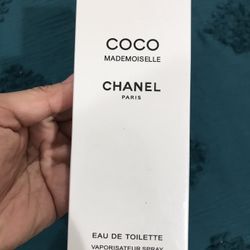 COCO
MADEMOISELLE
CHANEL
PARIS
EAU DE TOILETTE
VAPORISATEUR SPRAY